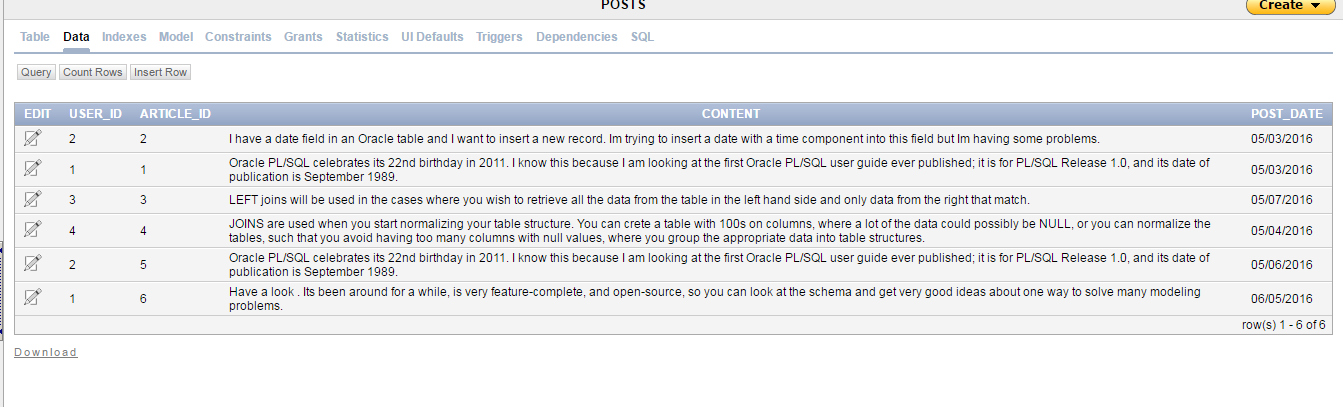 POSTS
Create
Table Data Indexes Model Constraints Grants Statistics UI Defaults Triggers Dependencies SQL
Query Count Rows Insert Row
EDIT USER_ID ARTICLE_ID CONTENT POST_DATE
2 2 I have a date field in an Oracle table and I want to insert a new record. Im trying to insert a date with a time component into this field but Im having some problems. 05/03/2016
1 1 Oracle PL/SQL celebrates its 22nd birthday in 2011. I know this because I am looking at the first Oracle PL/SQL user guide ever published; it is for PL/SQL Release 1.0, and its date of
publication is September 1989. 05/03/2016
3 3 LEFT joins will be used in the cases where you wish to retrieve all the data from the table in the left hand side and only data from the right that match. 05/07/2016
4 4 JOINS are used when you start normalizing your table structure. You can crete a table with 100s on columns, where a lot of the data could possibly be NULL, or you can normalize the
tables, such that you avoid having too many columns with null values, where you group the appropriate data into table structures. 05/04/2016
2 5 Oracle PL/SQL celebrates its 22nd birthday in 2011. I know this because I am looking at the first Oracle PL/SQL user guide ever published; it is for PL/SQL Release 1.0, and its date of
publication is September 1989. 05/06/2016
1 6 Have a look . Its been around for a while, is very feature-complete, and open-source, so you can look at the schema and get very good ideas about one way to solve many modeling
problems. 06/05/2016
row(s) 1 - 6 of 6
Download